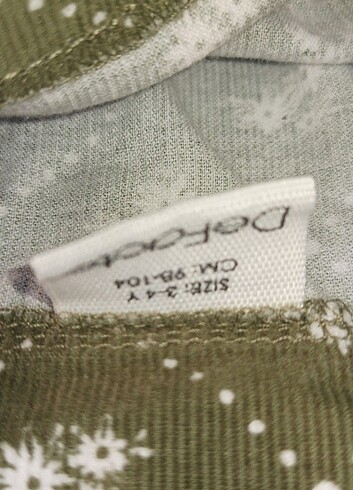 DeFacto
CM: 98-104
SIZE: 3-4 Y